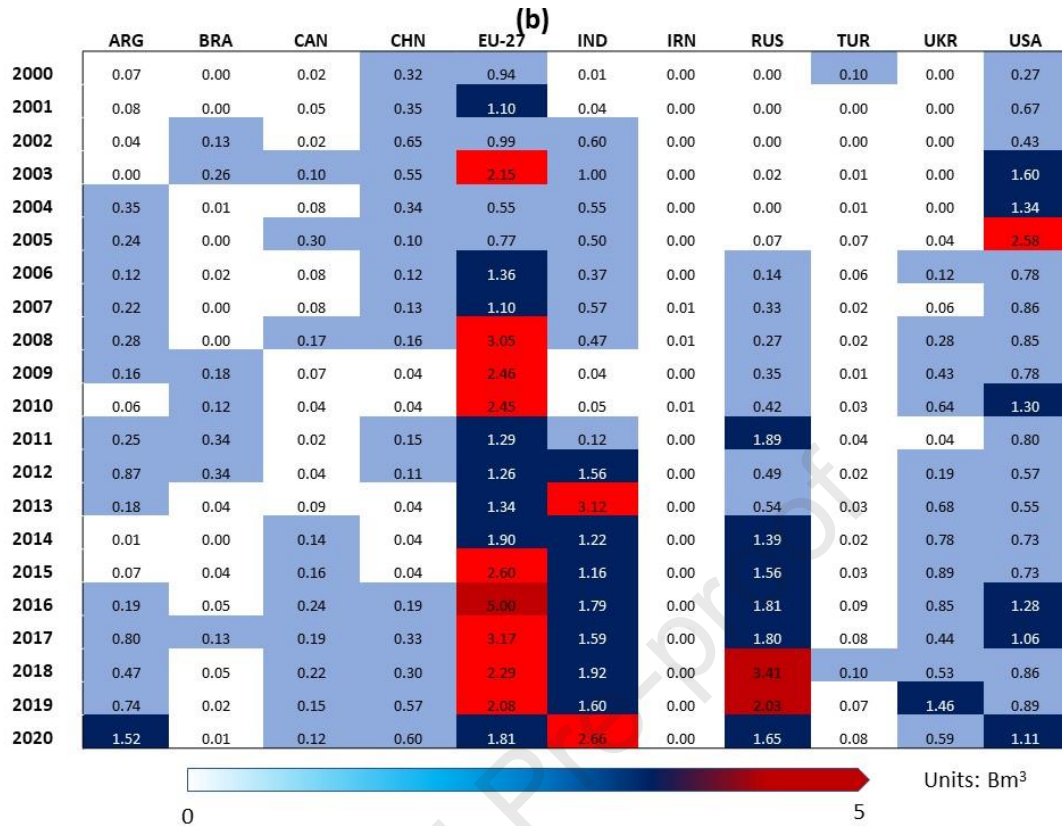 (b)
ARG BRA CAN CHN EU-27 IND IRN RUS TUR UKR USA
2000 0.07 0.00 0.02 0.32 0.94 0.01 0.00 0.00 0.10 0.00 0.27
2001 0.08 0.00 0.05 0.35 1.10 0.04 0.00 0.00 0.00 0.00 0.67
2002 0.04 0.13 0.02 0.65 0.99 0.60 0.00 0.00 0.00 0.00 0.43
2003 0.00 0.26 0.10 0.55 2.15 1.00 0.00 0.02 0.01 0.00 1.60
2004 0.35 0.01 0.08 0.34 0.55 0.55 0.00 0.00 0.01 0.00 1.34
2005 0.24 0.00 0.30 0.10 0.77 0.50 0.00 0.07 0.07 0.04 2.58
2006 0.12 0.02 0.08 0.12 1.36 0.37 0.00 0.14 0.06 0.12 0.78
2007 0.22 0.00 0.08 0.13 1.10 0.57 0.01 0.33 0.02 0.06 0.86
2008 0.28 0.00 0.17 0.16 3.05 0.47 0.01 0.27 0.02 0.28 0.85
2009 0.16 0.18 0.07 0.04 2.46 0.04 0.00 0.35 0.01 0.43 0.78
2010 0.06 0.12 0.04 0.04 2.45 0.05 0.01 0.42 0.03 0.64 1.30
2011 0.25 0.34 0.02 0.15 1.29 0.12 0.00 1.89 0.04 0.04 0.80
2012 0.87 0.34 0.04 0.11 1.26 1.56 0.00 0.49 0.02 0.19 0.57
2013 0.18 0.04 0.09 0.04 1.34 3.12 0.00 0.54 0.03 0.68 0.55
2014 0.01 0.00 0.14 0.04 1.90 1.22 0.00 1.39 0.02 0.78 0.73
2015 0.07 0.04 0.16 0.04 2.60 1.16 0.00 1.56 0.03 0.89 0.73
2016 0.19 0.05 0.24 0.19 5.00 1.79 0.00 1.81 0.09 0.85 1.28
2017 0.80 0.13 0.19 0.33 3.17 1.59 0.00 1.80 0.08 0.44 1.06
2018 0.47 0.05 0.22 0.30 2.29 1.92 0.00 3.41 0.10 0.53 0.86
2019 0.74 0.02 0.15 0.57 2.08 1.60 0.00 2.03 0.07 1.46 0.89
2020 1.52 0.01 0.12 0.60 1.81 2.66 0.00 1.65 0.08 0.59 1.11
Units: Bm³
0 5
Pre-proof